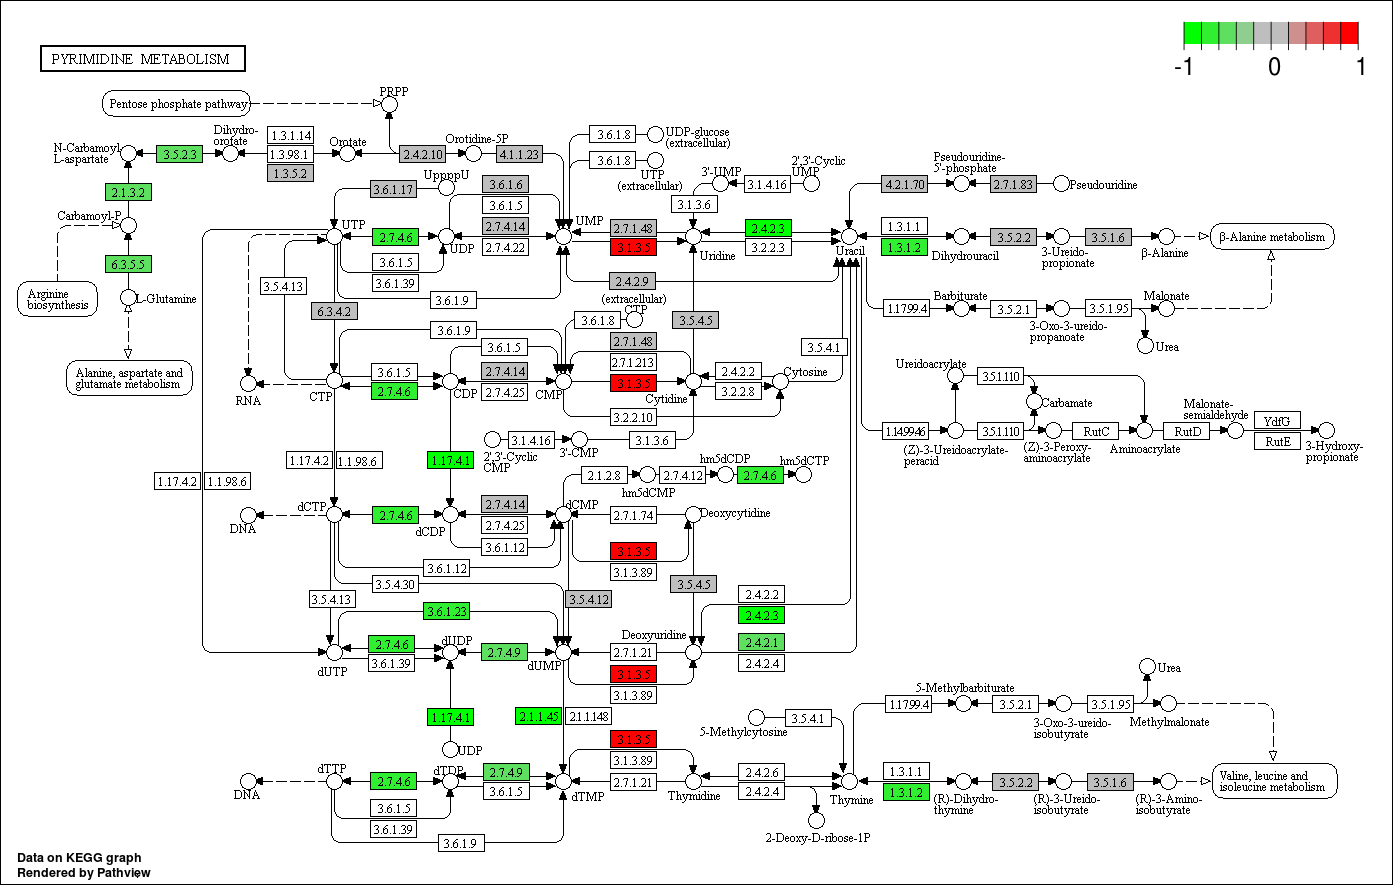 PYRIMIDINE METABOLISM
-1 0 1
Pentose phosphate pathway
PRPP
N-Carbamoyl-
L-aspartate
3.5.2.3
Dihydro-
orotate
1.3.1.14
1.3.98.1
1.3.5.2
Orotate
2.4.2.10
Orotidine-5P
4.1.1.23
3.6.1.8
UDP-glucose
(extracellular)
3.6.1.8
UTP
(extracellular)
2.1.3.2
Carbamoyl-P
6.3.5.5
L-Glutamine
Arginine
biosynthesis
Alanine, aspartate and
glutamate metabolism
UppppU
3.6.1.17
3.6.1.6
3.6.1.5
2.7.4.14
2.7.4.22
UTP
2.7.4.6
UDP
UMP
3.6.1.5
3.6.1.39
3.6.1.9
3.5.4.13
6.3.4.2
2.7.1.48
3.1.3.5
2.4.2.9
3'-UMP
3.1.4.16
2',3'-Cyclic
UMP
3.1.3.6
Uridine
2.4.2.3
3.2.2.3
Uracil
4.2.1.70
Pseudouridine-
5'-phosphate
2.7.1.83
Pseudouridine
1.3.1.1
1.3.1.2
Dihydrouracil
3.5.2.2
3-Ureido-
propionate
3.5.1.6
β-Alanine
β-Alanine metabolism
1.1.7.99.4
Barbiturate
3.5.2.1
3-Oxo-3-ureido-
propanoate
3.5.1.95
Malonate
Urea
(extracellular)
CTP
3.6.1.8
3.5.4.5
3.6.1.9
3.6.1.5
2.7.1.48
2.7.1.213
3.1.3.5
3.5.4.1
RNA
CTP
3.6.1.5
2.7.4.6
CDP
2.7.4.14
2.7.4.25
CMP
Cytidine
2.4.2.2
3.2.2.8
Cytosine
3.2.2.10
2',3'-Cyclic
CMP
3.1.4.16
3'-CMP
3.1.3.6
Ureidoacrylate
3.5.1.110
Carbamate
1.14.99.46
(Z)-3-Ureidoacrylate-
peracid
3.5.1.110
(Z)-3-Peroxy-
aminoacrylate
RutC
Aminoacrylate
RutD
Malonate-
semialdehyde
YdfG
RutE
3-Hydroxy-
propionate
1.17.4.2 1.1.98.6
1.17.4.2 1.1.98.6
1.17.4.1
2.1.2.8
hm5dCMP
2.7.4.12
hm5dCDP
2.7.4.6
hm5dCTP
DNA
dCTP
2.7.4.6
dCDP
2.7.4.14
2.7.4.25
3.6.1.12
dCMP
2.7.1.74
Deoxycytidine
3.1.3.5
3.1.3.89
3.6.1.12
3.5.4.30
3.5.4.13
3.5.4.12
3.5.4.5
3.6.1.23
dUTP
2.7.4.6
3.6.1.39
dUDP
2.7.4.9
dUMP
Deoxyuridine
2.7.1.21
3.1.3.5
3.1.3.89
2.4.2.2
2.4.2.3
2.4.2.1
2.4.2.4
1.17.4.1
UDP
2.1.1.45 2.1.1.148
5-Methylcytosine
3.5.4.1
5-Methylbarbiturate
1.1.7.99.4
3.5.2.1
3-Oxo-3-ureido-
isobutyrate
3.5.1.95
Methylmalonate
Urea
DNA
dTTP
2.7.4.6
dTDP
3.6.1.5
3.6.1.39
2.7.4.9
3.6.1.5
dTMP
3.6.1.9
3.1.3.5
3.1.3.89
2.7.1.21
Thymidine
2.4.2.6
2.4.2.4
2-Deoxy-D-ribose-1P
Thymine
1.3.1.1
1.3.1.2
(R)-Dihydro-
thymine
3.5.2.2
(R)-3-Ureido-
isobutyrate
3.5.1.6
(R)-3-Amino-
isobutyrate
Valine, leucine and
isoleucine metabolism
Data on KEGG graph
Rendered by Pathview